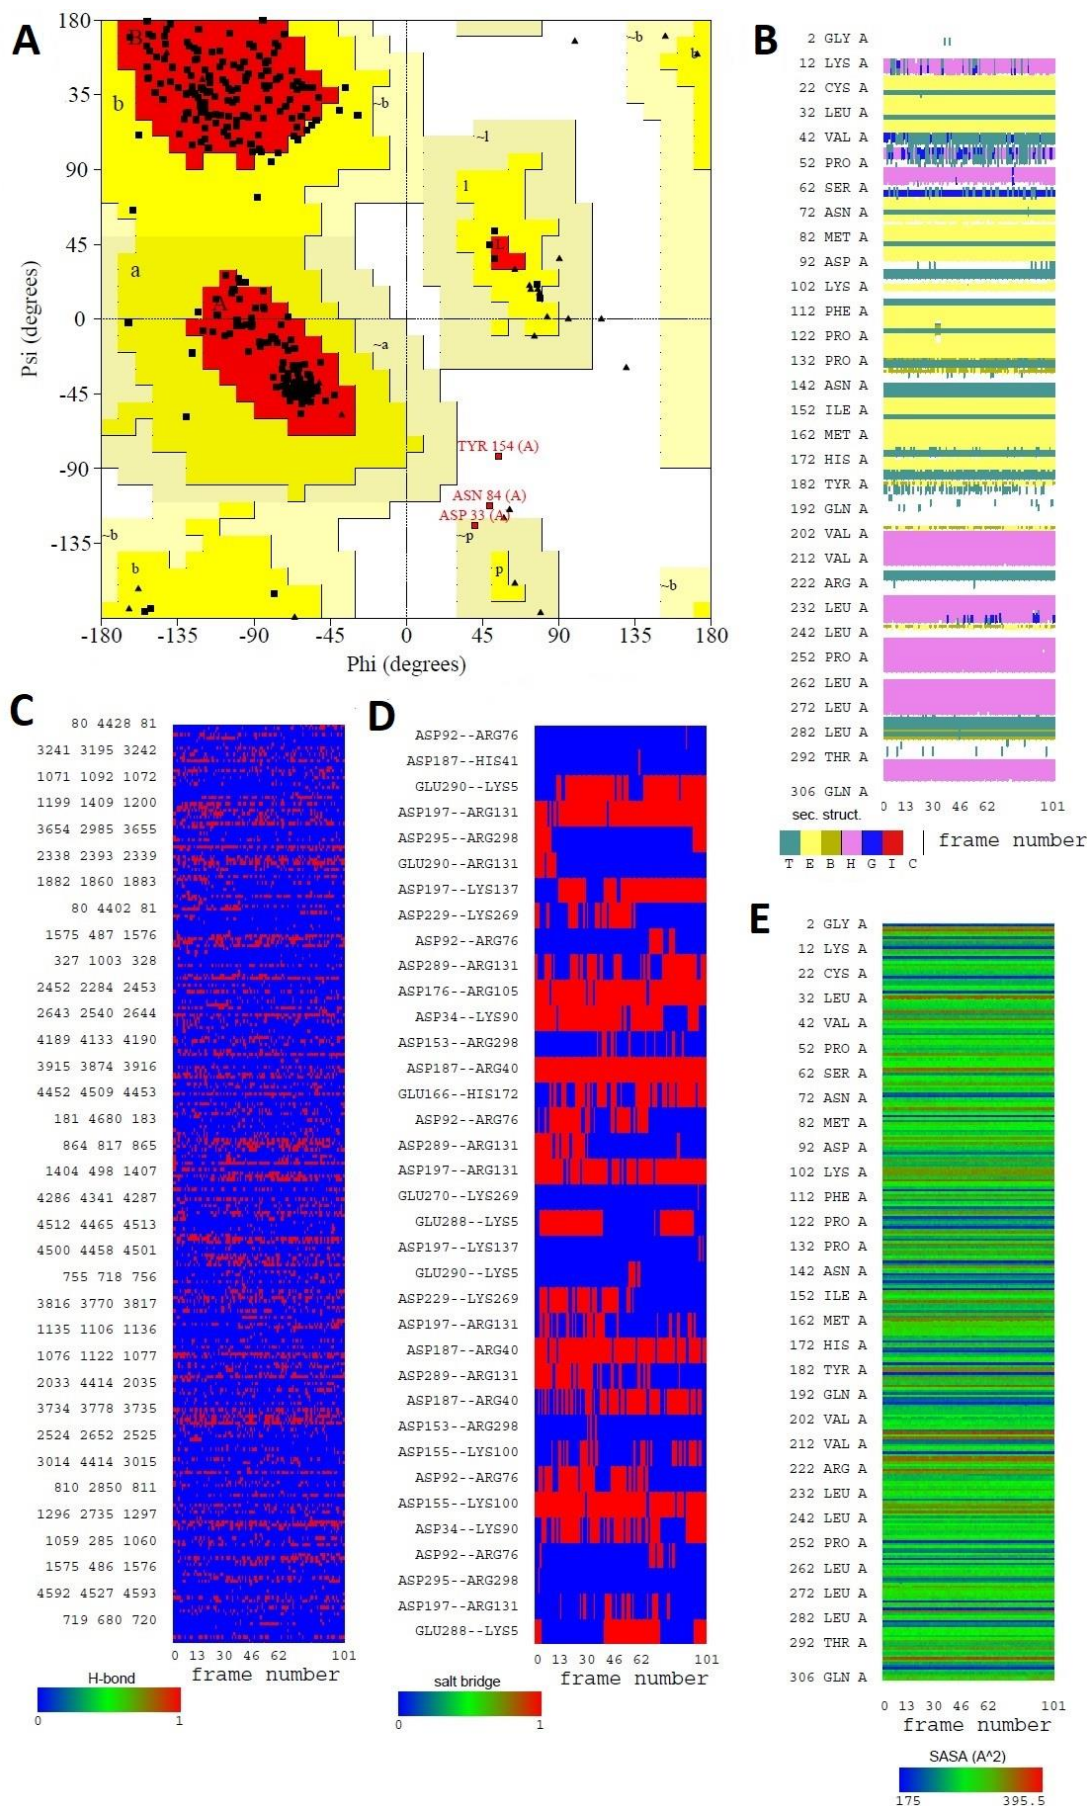 A
180
35
90
45
0
-45
-90
-135
-180 -135 -90 -45 0 45 90 135 180
Psi (degrees)
Phi (degrees)
B
b
~b
~b
b
~l
l
L
a
A
~a
TYR 154 (A)
ASN 84 (A)
ASP 33 (A)
~b
~p
b
p
~b
B
2 GLY A
12 LYS A
22 CYS A
32 LEU A
42 VAL A
52 PRO A
62 SER A
72 ASN A
82 MET A
92 ASP A
102 LYS A
112 PHE A
122 PRO A
132 PRO A
142 ASN A
152 ILE A
162 MET A
172 HIS A
182 TYR A
192 GLN A
202 VAL A
212 VAL A
222 ARG A
232 LEU A
242 LEU A
252 PRO A
262 LEU A
272 LEU A
282 LEU A
292 THR A
306 GLN A
0 13 30 46 62 101
sec. struct.
frame number
T E B H G I C
C
80 4428 81
3241 3195 3242
1071 1092 1072
1199 1409 1200
3654 2985 3655
2338 2393 2339
1882 1860 1883
80 4402 81
1575 487 1576
327 1003 328
2452 2284 2453
2643 2540 2644
4189 4133 4190
3915 3874 3916
4452 4509 4453
181 4680 183
864 817 865
1404 498 1407
4286 4341 4287
4512 4465 4513
4500 4458 4501
755 718 756
3816 3770 3817
1135 1106 1136
1076 1122 1077
2033 4414 2035
3734 3778 3735
2524 2652 2525
3014 4414 3015
810 2850 811
1296 2735 1297
1059 285 1060
1575 486 1576
4592 4527 4593
719 680 720
0 13 30 46 62 101
frame number
H-bond
0 1
D
ASP92--ARG76
ASP187--HIS41
GLU290--LYS5
ASP197--ARG131
ASP295--ARG298
GLU290--ARG131
ASP197--LYS137
ASP229--LYS269
ASP92--ARG76
ASP289--ARG131
ASP176--ARG105
ASP34--LYS90
ASP153--ARG298
ASP187--ARG40
GLU166--HIS172
ASP92--ARG76
ASP289--ARG131
ASP197--ARG131
GLU270--LYS269
GLU288--LYS5
ASP197--LYS137
GLU290--LYS5
ASP229--LYS269
ASP197--ARG131
ASP187--ARG40
ASP289--ARG131
ASP187--ARG40
ASP153--ARG298
ASP155--LYS100
ASP92--ARG76
ASP155--LYS100
ASP34--LYS90
ASP92--ARG76
ASP295--ARG298
ASP197--ARG131
GLU288--LYS5
0 13 30 46 62 101
frame number
salt bridge
0 1
E
2 GLY A
12 LYS A
22 CYS A
32 LEU A
42 VAL A
52 PRO A
62 SER A
72 ASN A
82 MET A
92 ASP A
102 LYS A
112 PHE A
122 PRO A
132 PRO A
142 ASN A
152 ILE A
162 MET A
172 HIS A
182 TYR A
192 GLN A
202 VAL A
212 VAL A
222 ARG A
232 LEU A
242 LEU A
252 PRO A
262 LEU A
272 LEU A
282 LEU A
292 THR A
306 GLN A
0 13 30 46 62 101
frame number
SASA (A^2)
175 395.5